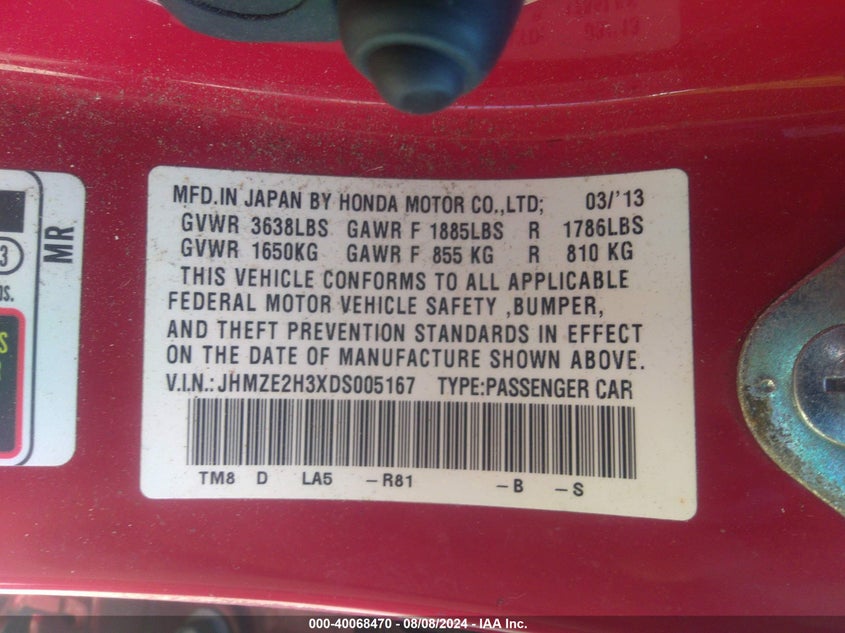 MFD.IN JAPAN BY HONDA MOTOR CO.,LTD; 03/'13
GVWR 3638LBS GAWR F 1885LBS R 1786LBS
GVWR 1650KG GAWR F 855 KG R 810 KG
THIS VEHICLE CONFORMS TO ALL APPLICABLE
FEDERAL MOTOR VEHICLE SAFETY ,BUMPER,
AND THEFT PREVENTION STANDARDS IN EFFECT
ON THE DATE OF MANUFACTURE SHOWN ABOVE.
V.I.N.:JHMZE2H3XDS005167 TYPE:PASSENGER CAR
TM8 D LA5 -R81 -B -S
MR
3
000-40068470 - 08/08/2024 - IAA Inc.